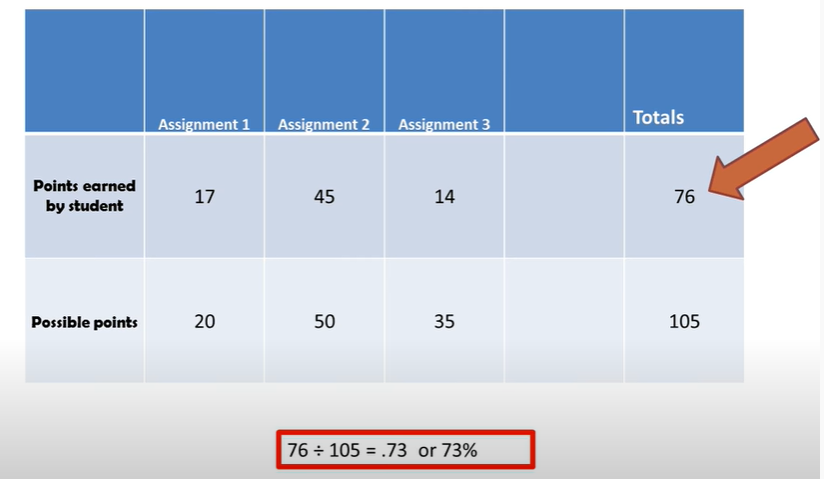 Assignment 1 Assignment 2 Assignment 3 Totals
Points earned
by student 17 45 14 76
Possible points 20 50 35 105
76 ÷ 105 = .73 or 73%